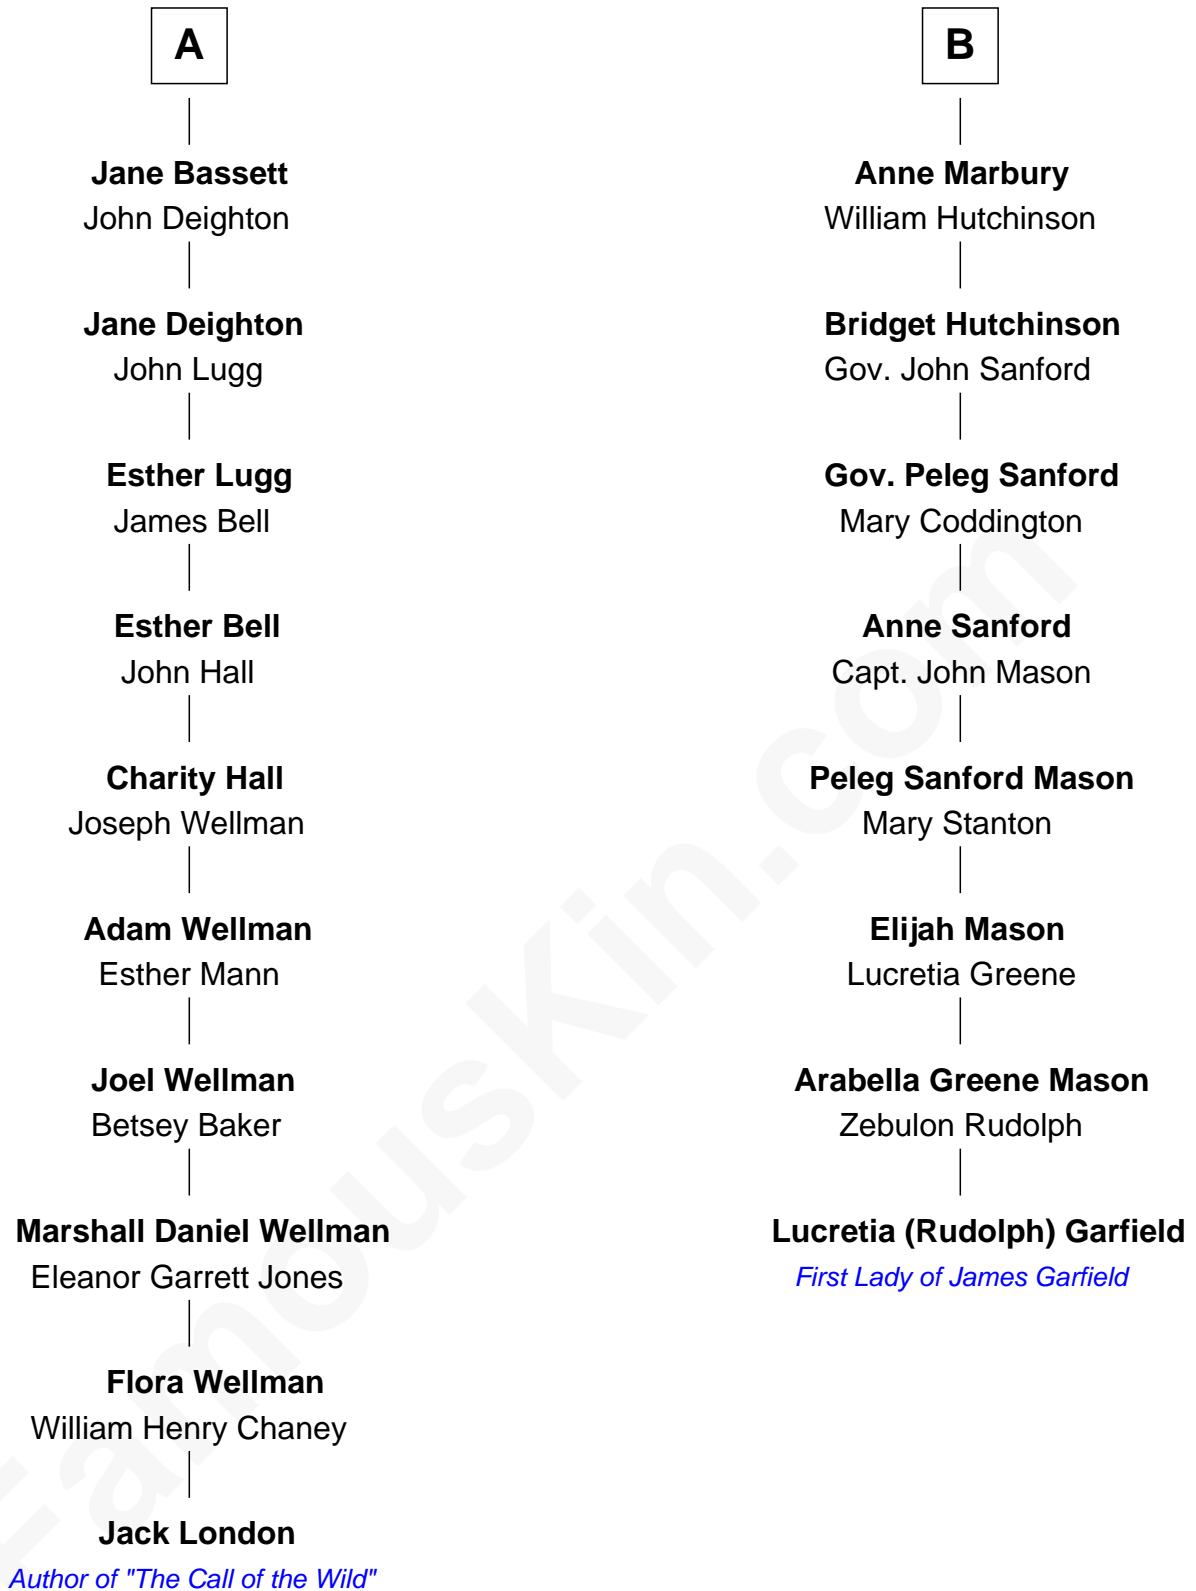 A
Jane Bassett
John Deighton
Jane Deighton
John Lugg
Esther Lugg
James Bell
Esther Bell
John Hall
Charity Hall
Joseph Wellman
Adam Wellman
Esther Mann
Joel Wellman
Betsey Baker
Marshall Daniel Wellman
Eleanor Garrett Jones
Flora Wellman
William Henry Chaney
Jack London
Author of "The Call of the Wild"
B
Anne Marbury
William Hutchinson
Bridget Hutchinson
Gov. John Sanford
Gov. Peleg Sanford
Mary Coddington
Anne Sanford
Capt. John Mason
Peleg Sanford Mason
Mary Stanton
Elijah Mason
Lucretia Greene
Arabella Greene Mason
Zebulon Rudolph
Lucretia (Rudolph) Garfield
First Lady of James Garfield
FamousKin.com